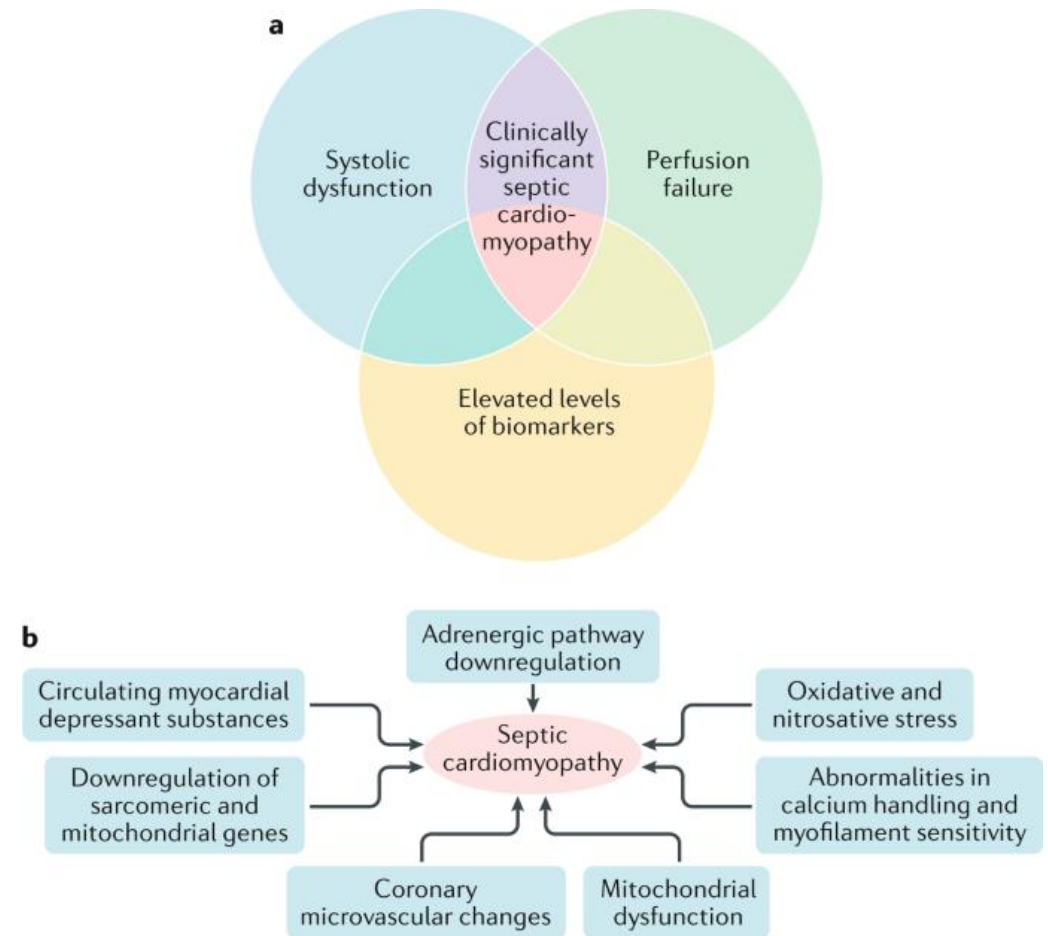 a
Systolic
dysfunction
Clinically
significant
septic
cardio-
myopathy
Perfusion
failure
Elevated levels
of biomarkers
b
Adrenergic pathway
downregulation
Circulating myocardial
depressant substances
Oxidative and
nitrosative stress
Septic
cardiomyopathy
Downregulation of
sarcomeric and
mitochondrial genes
Abnormalities in
calcium handling and
myofilament sensitivity
Coronary
microvascular changes
Mitochondrial
dysfunction